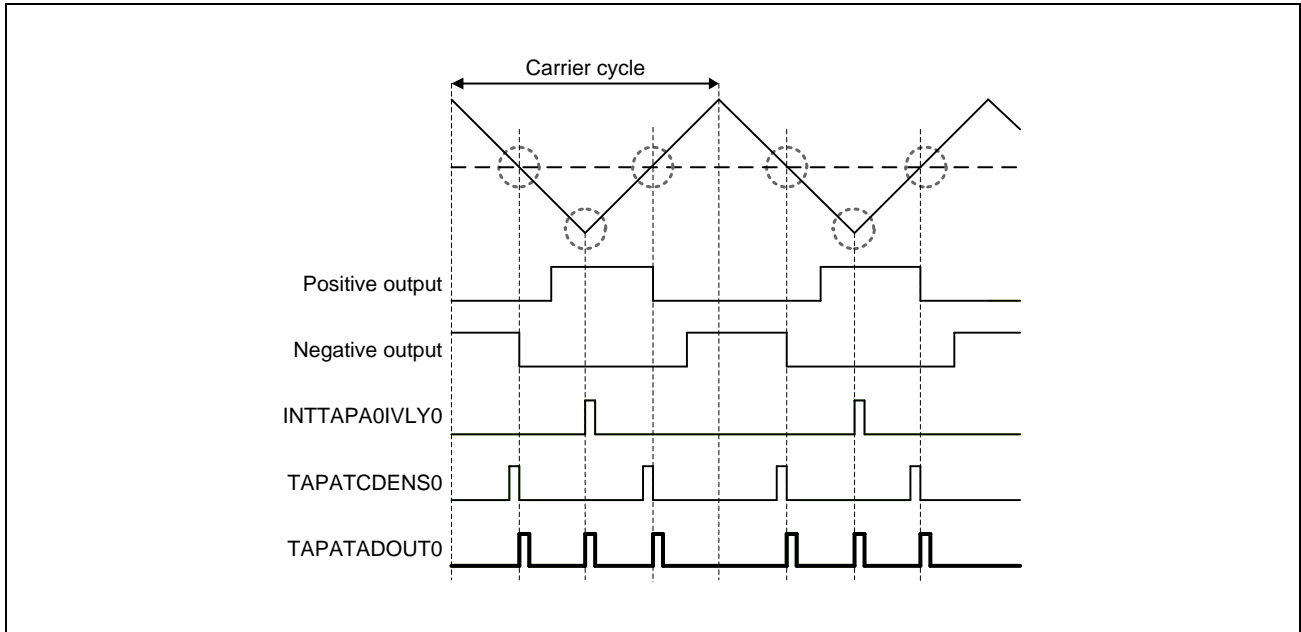 Carrier cycle
Positive output
Negative output
INTTAPA0IVLY0
TAPATCDENS0
TAPATADOUT0